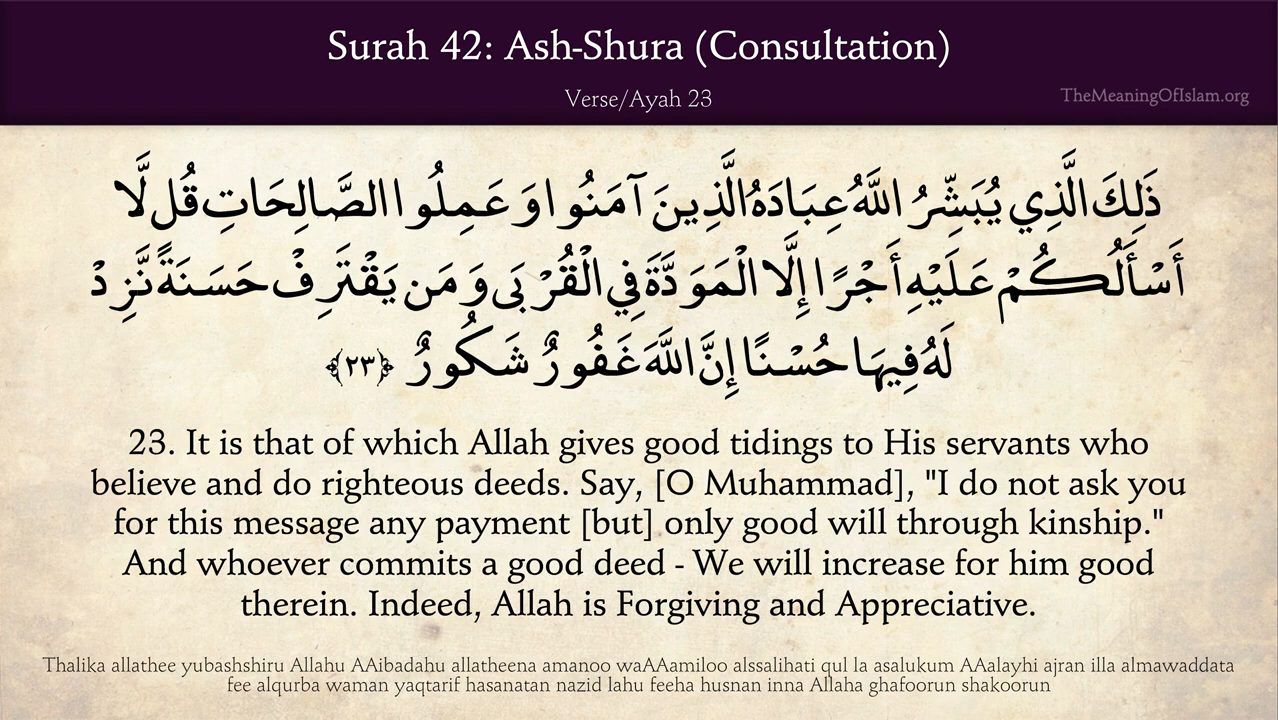 Surah 42: Ash-Shura (Consultation)
Verse/Ayah 23
TheMeaningOfIslam.org
ذَٰلِكَ الَّذِي يُبَشِّرُ اللَّهُ عِبَادَهُ الَّذِينَ آمَنُوا وَعَمِلُوا الصَّالِحَاتِ قُل لَّا
أَسْأَلُكُمْ عَلَيْهِ أَجْرًا إِلَّا الْمَوَدَّةَ فِي الْقُرْبَى وَمَن يَقْتَرِفْ حَسَنَةً نَّزِدْ
لَهُ فِيهَا حُسْنًا إِنَّ اللَّهَ غَفُورٌ شَكُورٌ ﴿٢٣﴾
23. It is that of which Allah gives good tidings to His servants who
believe and do righteous deeds. Say, [O Muhammad], "I do not ask you
for this message any payment [but] only good will through kinship."
And whoever commits a good deed - We will increase for him good
therein. Indeed, Allah is Forgiving and Appreciative.
Thalika allathee yubashshiru Allahu AAibadahu allatheena amanoo waAAamiloo alssalihati qul la asalukum AAalayhi ajran illa almawaddata
fee alqurba waman yaqtarif hasanatan nazid lahu feeha husnan inna Allaha ghafoorun shakoorun